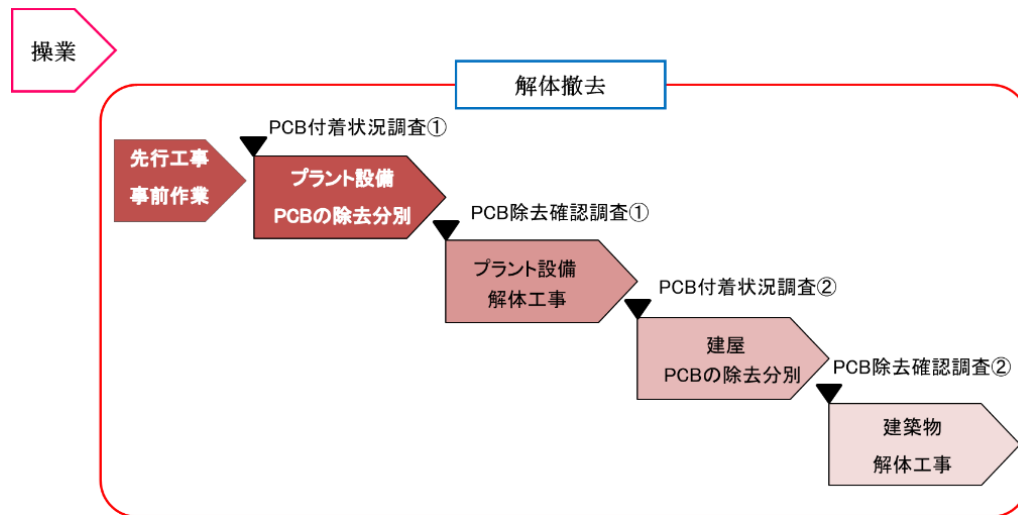 操業
解体撤去
PCB付着状況調査①
先行工事
事前作業
プラント設備
PCBの除去分別
PCB除去確認調査①
プラント設備
解体工事
PCB付着状況調査②
建屋
PCBの除去分別
PCB除去確認調査②
建築物
解体工事